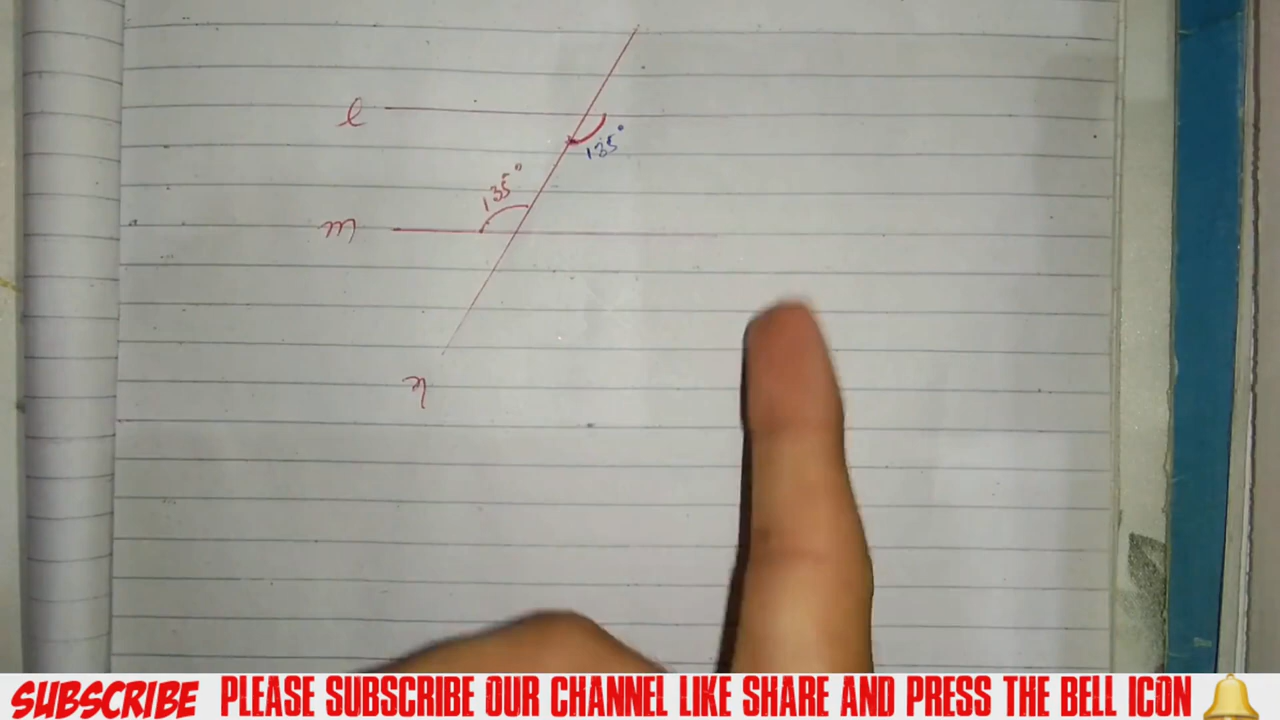 l
135°
135°
m
n
SUBSCRIBE PLEASE SUBSCRIBE OUR CHANNEL LIKE SHARE AND PRESS THE BELL ICON